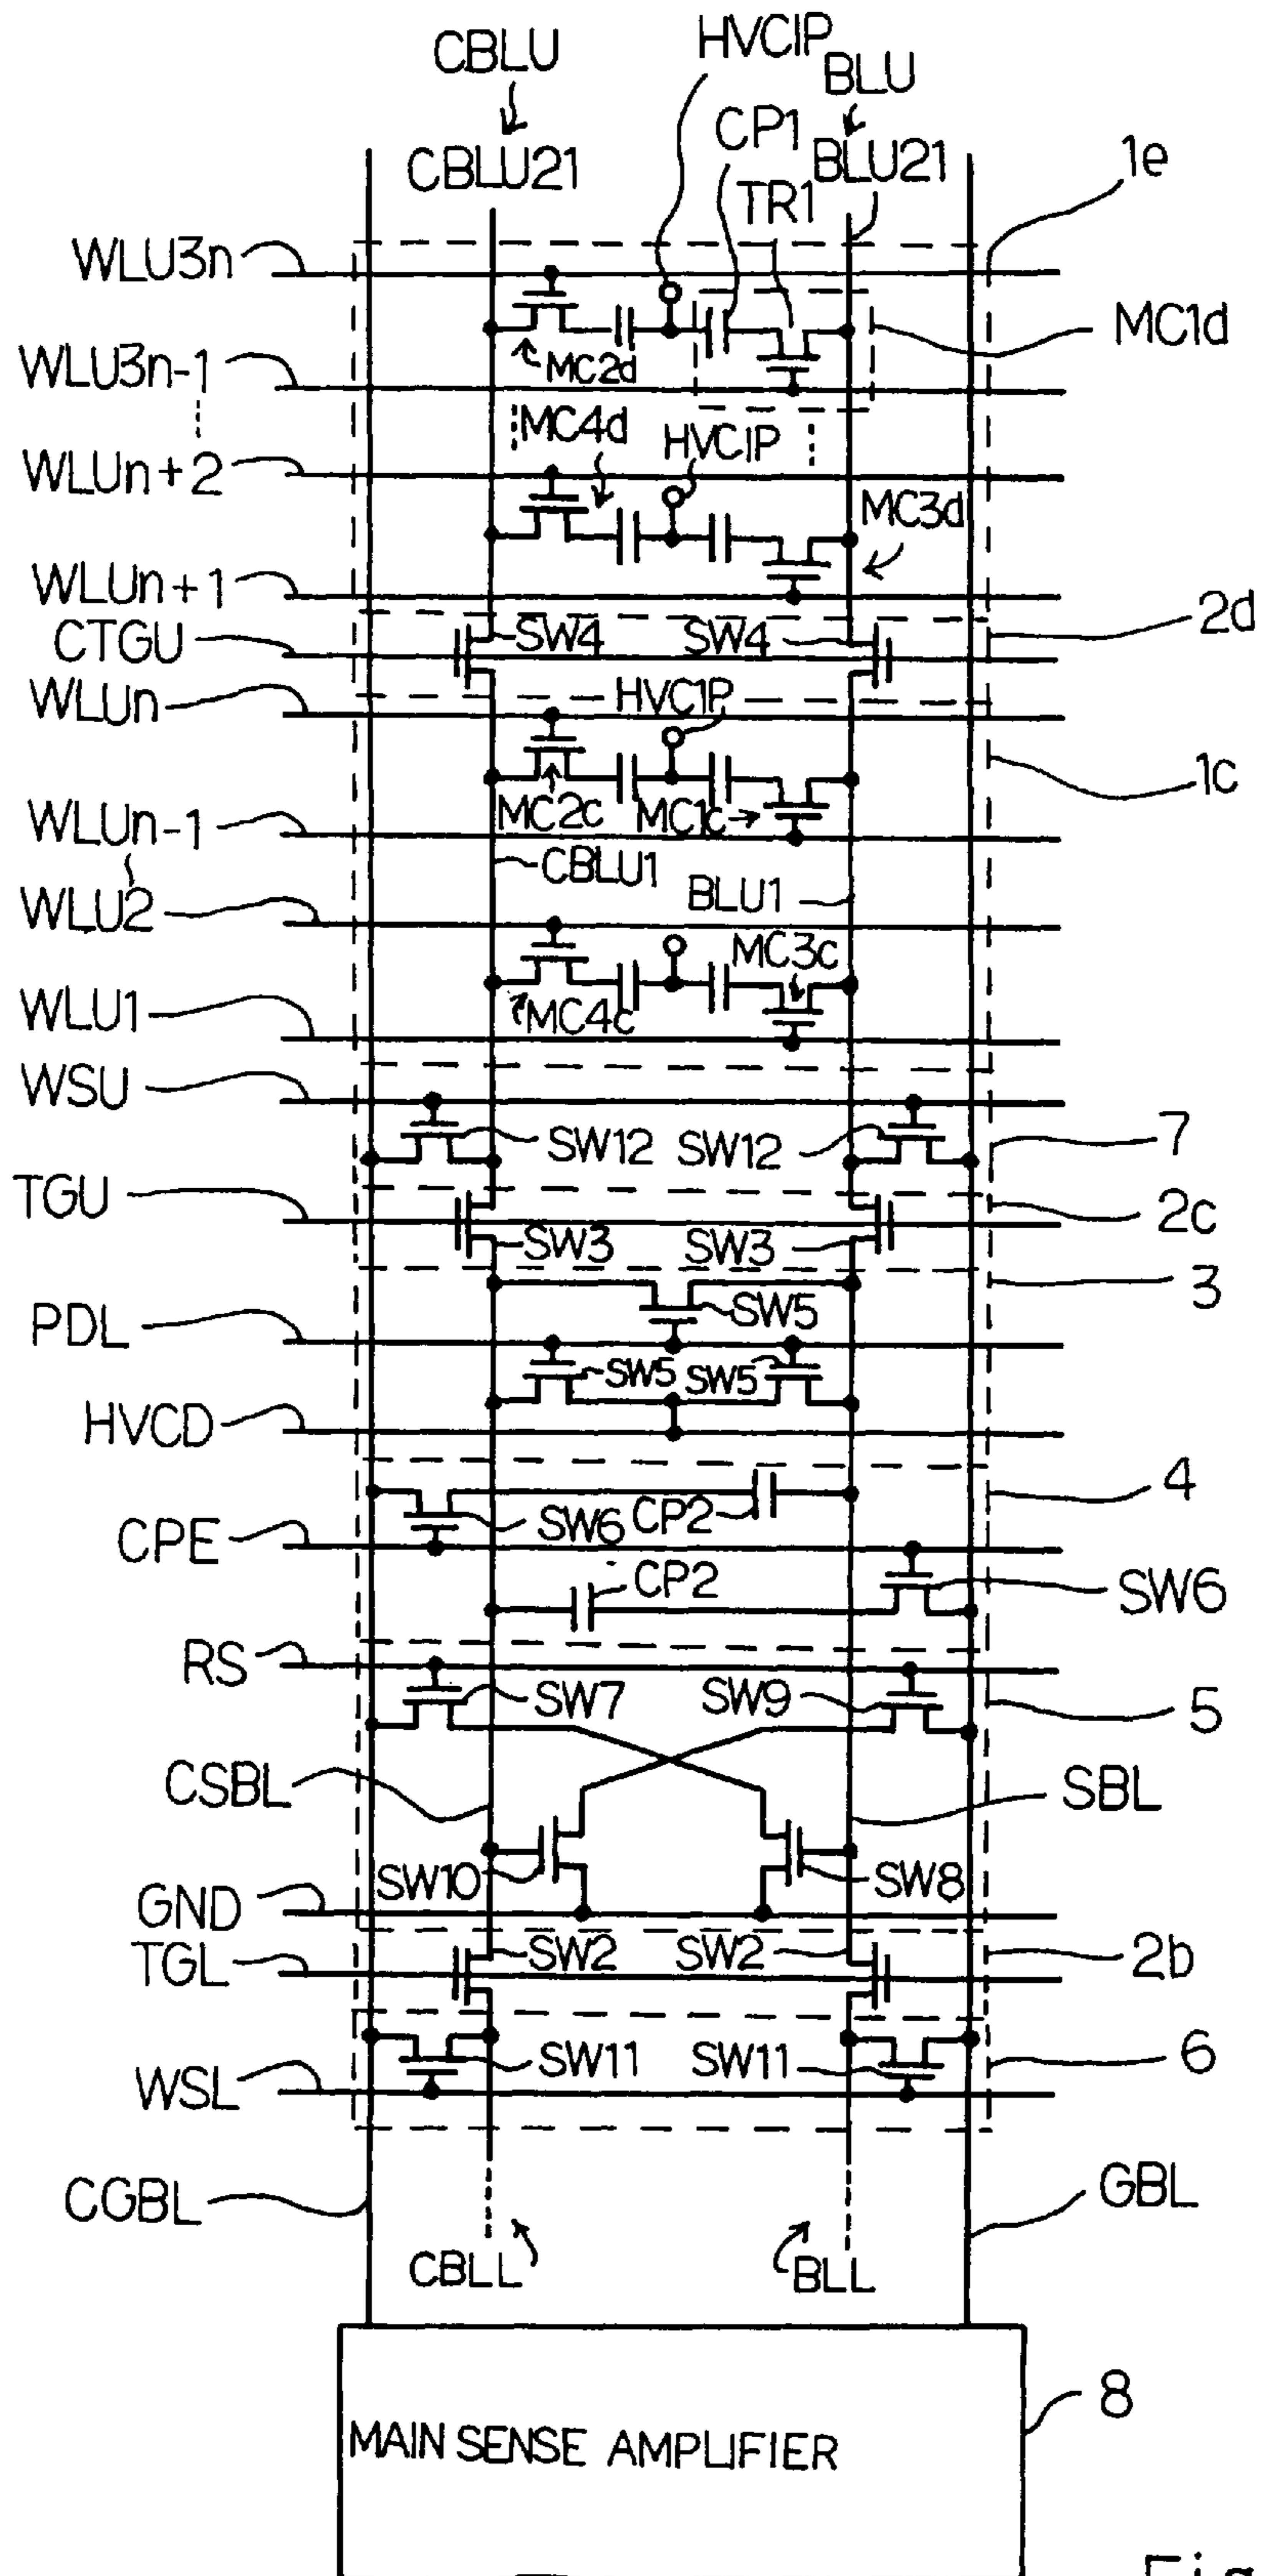 CBLU
HVCIP
BLU
CBLU21
CP1
BLU21
TR1
1e
WLU3n
MC1d
WLU3n-1
MC2d
MC4d
HVCIP
WLUn+2
MC3d
WLUn+1
2d
CTGU
SW4
SW4
WLUn
HVC1P
1c
MC2c
MC1c
WLUn-1
CBLU1
BLU1
WLU2
MC3c
MC4c
WLU1
WSU
SW12
SW12
7
TGU
2c
SW3
SW3
3
PDL
SW5
SW5
SW5
HVCD
4
CPE
SW6
CP2
CP2
SW6
RS
SW7
SW9
5
CSBL
SBL
SW10
SW8
GND
TGL
SW2
SW2
2b
WSL
SW11
SW11
6
CGBL
GBL
CBLL
BLL
8
MAIN SENSE AMPLIFIER